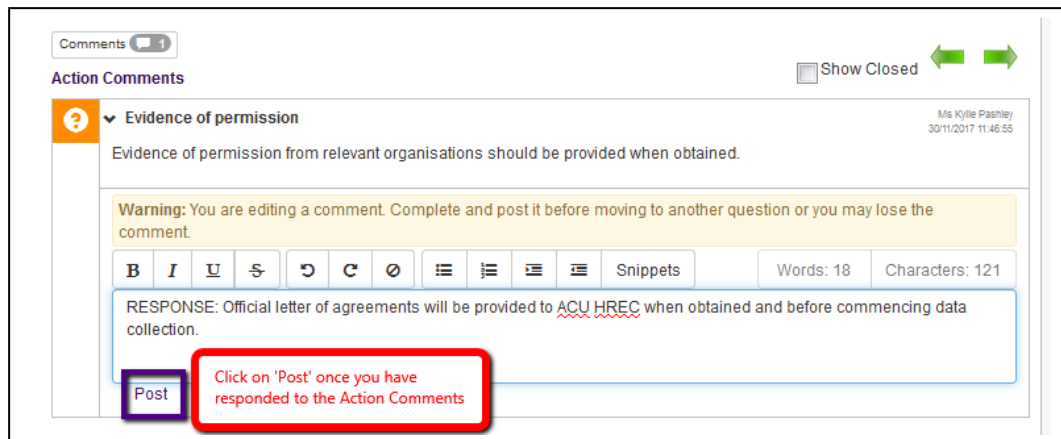 Comments 1
Action Comments
Show Closed
? Evidence of permission
Ms Kylie Pashley
30/11/2017 11:46:55
Evidence of permission from relevant organisations should be provided when obtained.
Warning: You are editing a comment. Complete and post it before moving to another question or you may lose the
comment.
B I U S Snippets Words: 18 Characters: 121
RESPONSE: Official letter of agreements will be provided to ACU HREC when obtained and before commencing data
collection.
Post
Click on 'Post' once you have
responded to the Action Comments